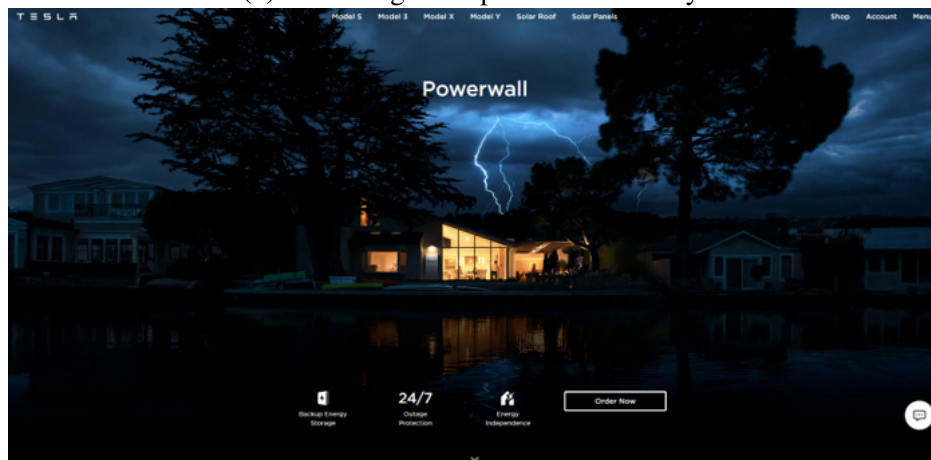 TESLA
Model S Model 3 Model X Model Y Solar Roof Solar Panels
Shop Account Menu
Powerwall
24/7
Backup Energy Storage
Outage Protection
Energy Independence
Order Now